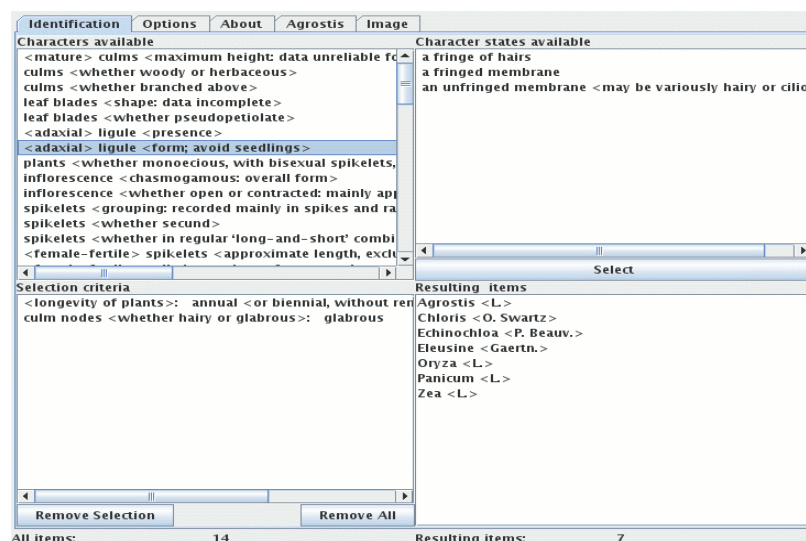 Identification Options About Agrostis Image
Characters available
<mature> culms <maximum height: data unreliable fo
culms <whether woody or herbaceous>
culms <whether branched above>
leaf blades <shape: data incomplete>
leaf blades <whether pseudopetiolate>
<adaxial> ligule <presence>
<adaxial> ligule <form; avoid seedlings>
plants <whether monoecious, with bisexual spikelets,
inflorescence <chasmogamous: overall form>
inflorescence <whether open or contracted: mainly app
spikelets <grouping: recorded mainly in spikes and ra
spikelets <whether secund>
spikelets <whether in regular ‘long-and-short’ combi
<female-fertile> spikelets <approximate length, exclu
Character states available
a fringe of hairs
a fringed membrane
an unfringed membrane <may be variously hairy or cilio
Select
Selection criteria
<longevity of plants>: annual <or biennial, without ren
culm nodes <whether hairy or glabrous>: glabrous
Remove Selection Remove All
Resulting items
Agrostis <L.>
Chloris <O. Swartz>
Echinochloa <P. Beauv.>
Eleusine <Gaertn.>
Oryza <L.>
Panicum <L.>
Zea <L.>
All items: 14 Resulting items: 7